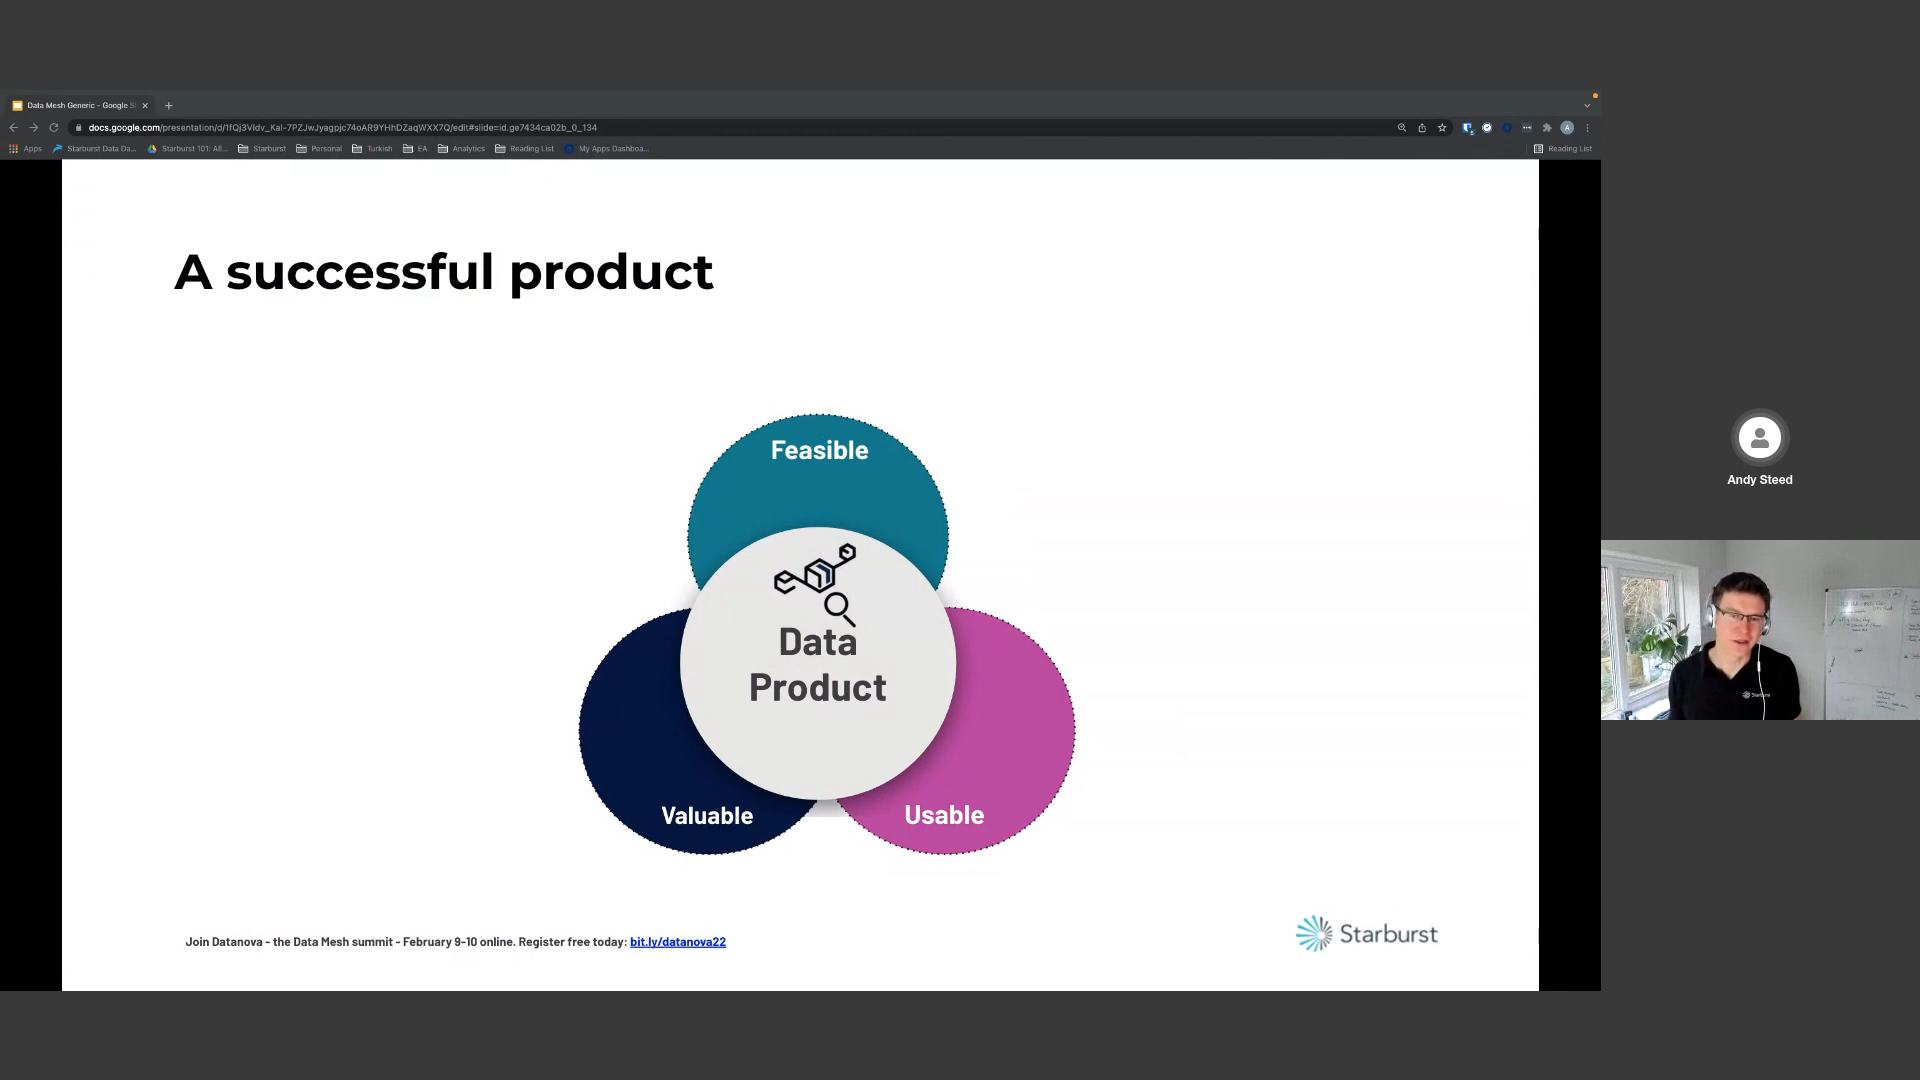 Data Mesh Generic - Google S
docs.google.com/presentation/d/1fQj3VIdv_KaI-7PZJwJyagpjc74oAR9YHhDZaqWXX7Q/edit#slide=id.ge7434ca02b_0_134
Apps
Starburst Data Da...
Starburst 101: All...
Starburst
Personal
Turkish
EA
Analytics
Reading List
My Apps Dashboa...
Reading List
A successful product
Feasible
Data
Product
Valuable
Usable
Join Datanova - the Data Mesh summit - February 9-10 online. Register free today: bit.ly/datanova22
Starburst
Andy Steed